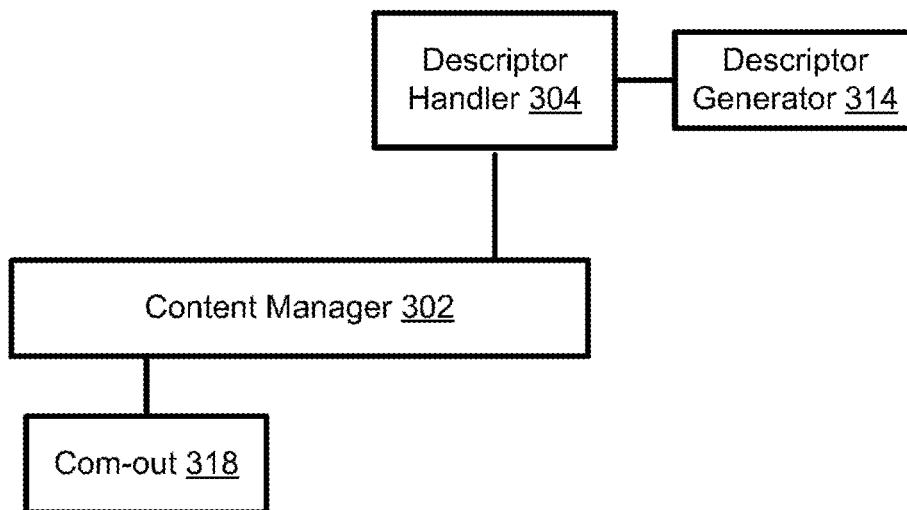 Descriptor
Handler 304
Descriptor
Generator 314
Content Manager 302
Com-out 318